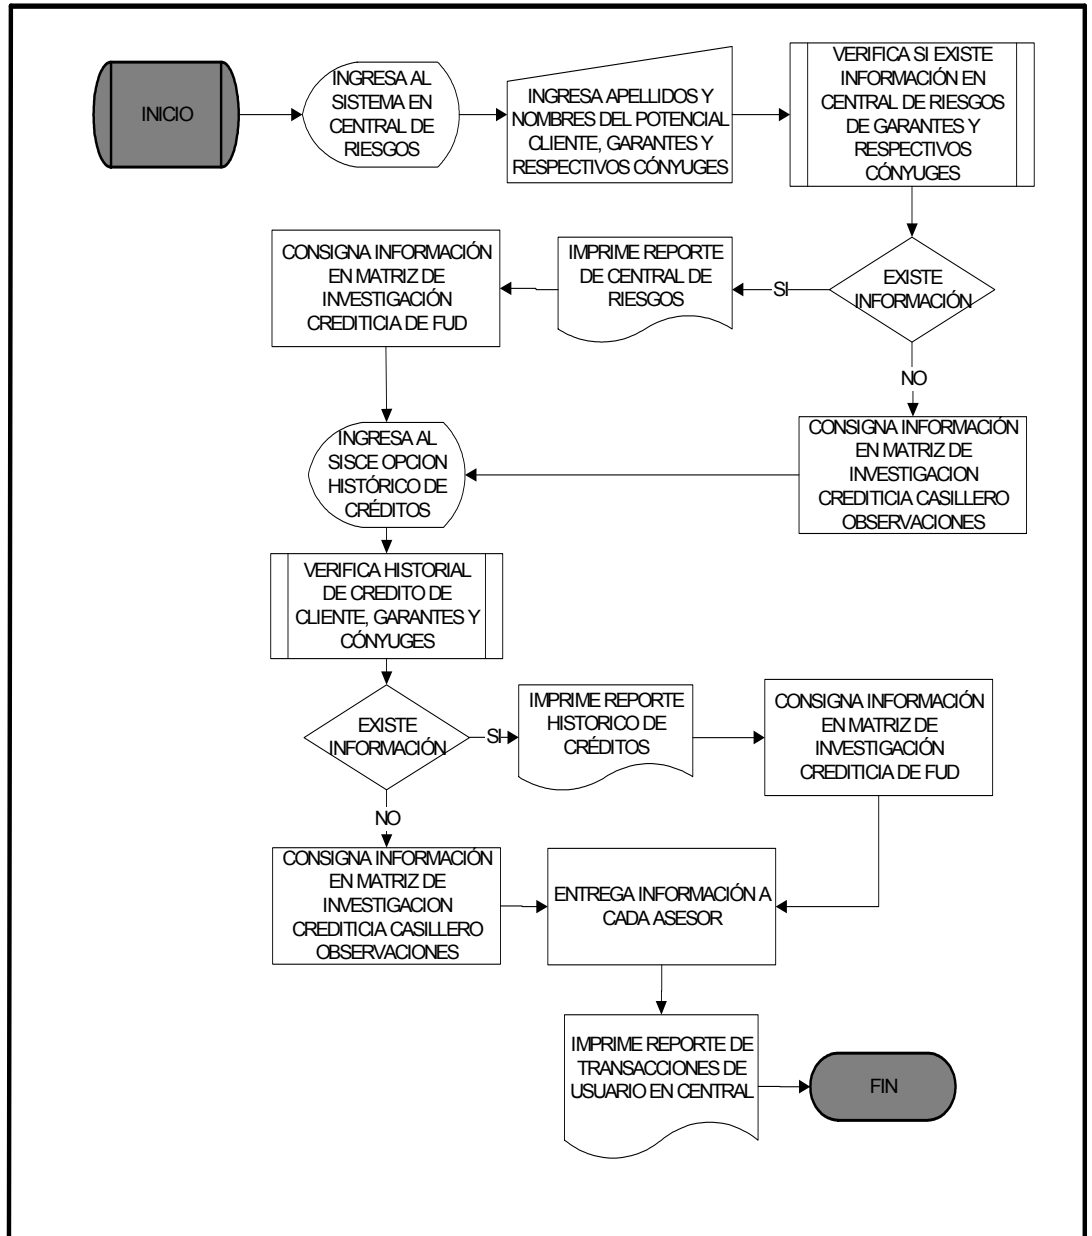 INICIO
INGRESA AL
SISTEMA EN
CENTRAL DE
RIESGOS
INGRESA APELLIDOS Y
NOMBRES DEL POTENCIAL
CLIENTE, GARANTES Y
RESPECTIVOS CÓNYUGES
VERIFICA SI EXISTE
INFORMACIÓN EN
CENTRAL DE RIESGOS
DE GARANTES Y
RESPECTIVOS
CÓNYUGES
EXISTE
INFORMACIÓN
SI
IMPRIME REPORTE
DE CENTRAL DE
RIESGOS
CONSIGNA INFORMACIÓN
EN MATRIZ DE
INVESTIGACIÓN
CREDITICIA DE FUD
NO
CONSIGNA INFORMACIÓN
EN MATRIZ DE
INVESTIGACION
CREDITICIA CASILLERO
OBSERVACIONES
INGRESA AL
SISCE OPCION
HISTÓRICO DE
CRÉDITOS
VERIFICA HISTORIAL
DE CREDITO DE
CLIENTE, GARANTES Y
CÓNYUGES
EXISTE
INFORMACIÓN
SI
IMPRIME REPORTE
HISTORICO DE
CRÉDITOS
CONSIGNA INFORMACIÓN
EN MATRIZ DE
INVESTIGACIÓN
CREDITICIA DE FUD
NO
CONSIGNA INFORMACIÓN
EN MATRIZ DE
INVESTIGACION
CREDITICIA CASILLERO
OBSERVACIONES
ENTREGA INFORMACIÓN A
CADA ASESOR
IMPRIME REPORTE DE
TRANSACCIONES DE
USUARIO EN CENTRAL
FIN